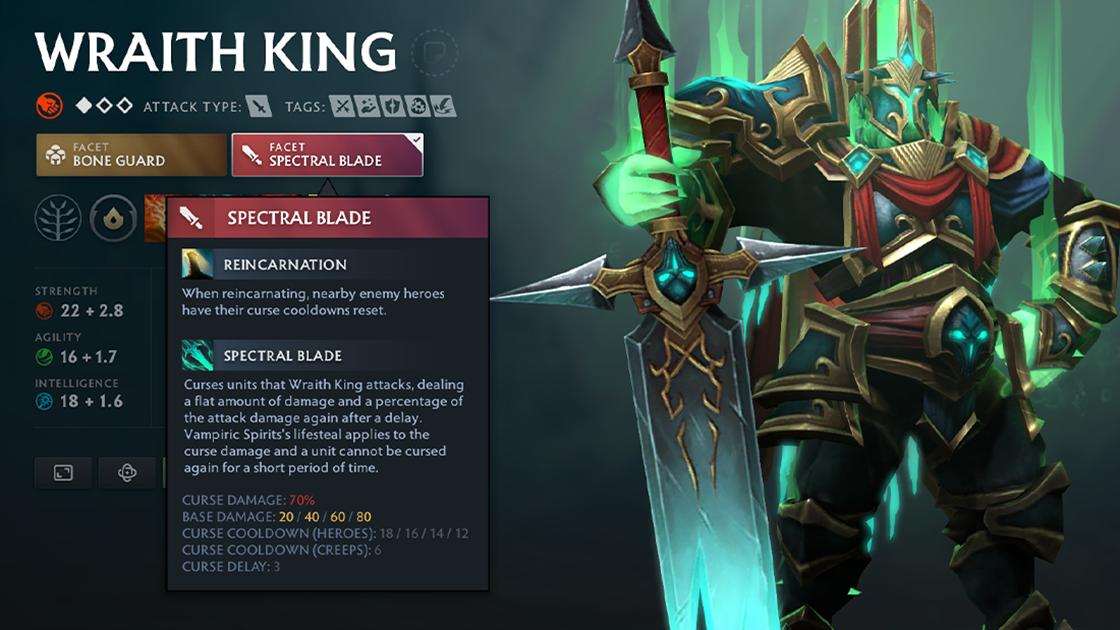 WRAITH KING
ATTACK TYPE: TAGS:
FACET
BONE GUARD
FACET
SPECTRAL BLADE
SPECTRAL BLADE
REINCARNATION
When reincarnating, nearby enemy heroes
have their curse cooldowns reset.
SPECTRAL BLADE
Curses units that Wraith King attacks, dealing
a flat amount of damage and a percentage of
the attack damage again after a delay.
Vampiric Spirits's lifesteal applies to the
curse damage and a unit cannot be cursed
again for a short period of time.
CURSE DAMAGE: 70%
BASE DAMAGE: 20 / 40 / 60 / 80
CURSE COOLDOWN (HEROES): 18 / 16 / 14 / 12
CURSE COOLDOWN (CREEPS): 6
CURSE DELAY: 3
STRENGTH
22 + 2.8
AGILITY
16 + 1.7
INTELLIGENCE
18 + 1.6